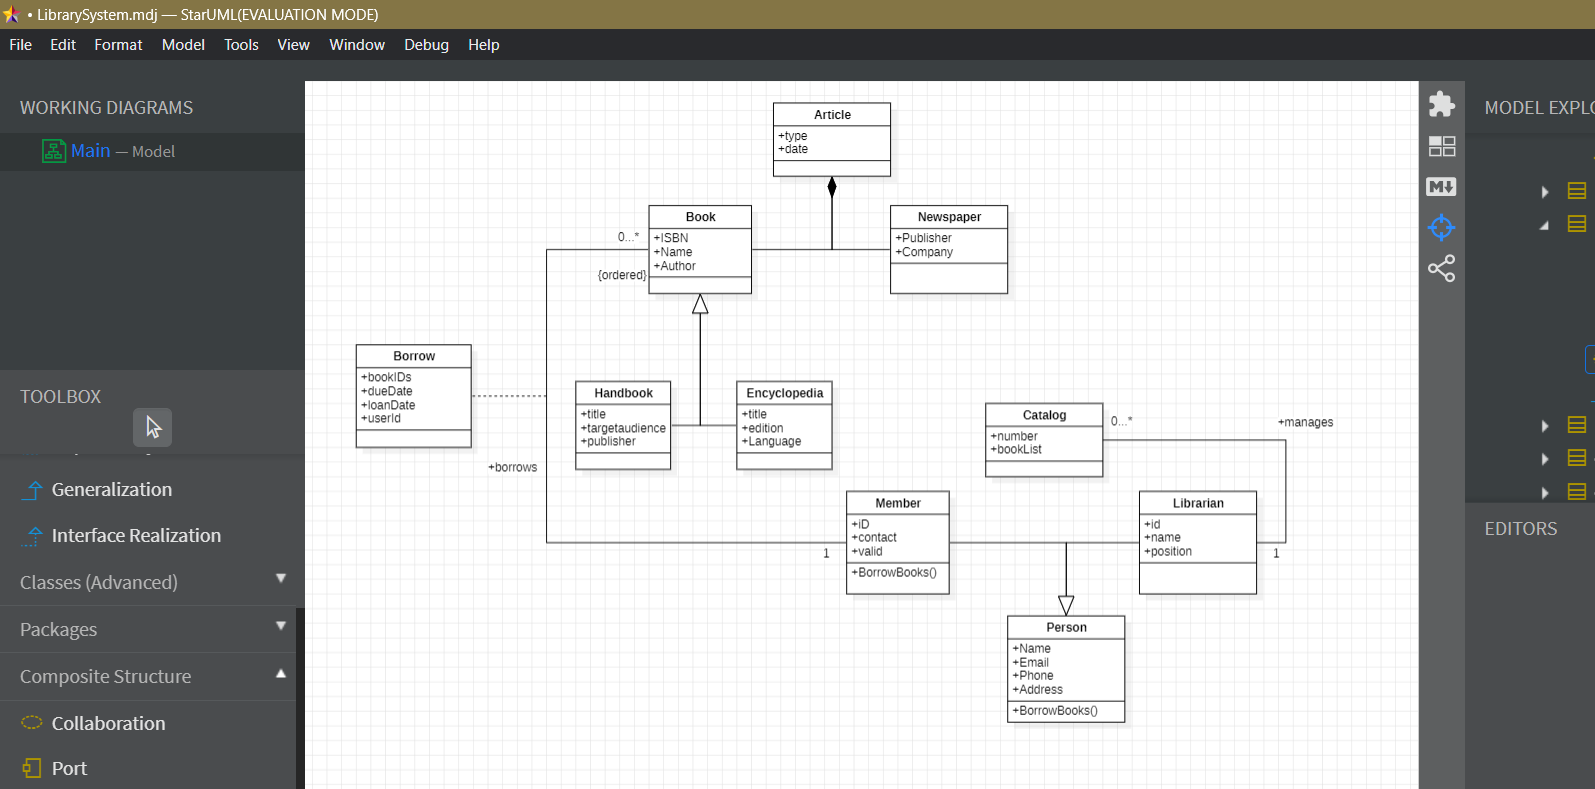 • LibrarySystem.mdj — StarUML(EVALUATION MODE)
File Edit Format Model Tools View Window Debug Help
WORKING DIAGRAMS
Main — Model
TOOLBOX
Generalization
Interface Realization
Classes (Advanced)
Packages
Composite Structure
Collaboration
Port
Article
+type
+date
Book
+ISBN
+Name
+Author
0...*
{ordered}
Newspaper
+Publisher
+Company
Borrow
+bookIDs
+dueDate
+loanDate
+userId
+borrows
Handbook
+title
+targetaudience
+publisher
Encyclopedia
+title
+edition
+Language
Catalog
+number
+bookList
0...*
+manages
Member
+iD
+contact
+valid
+BorrowBooks()
1
Librarian
+id
+name
+position
1
Person
+Name
+Email
+Phone
+Address
+BorrowBooks()
M
MODEL EXPLO
EDITORS